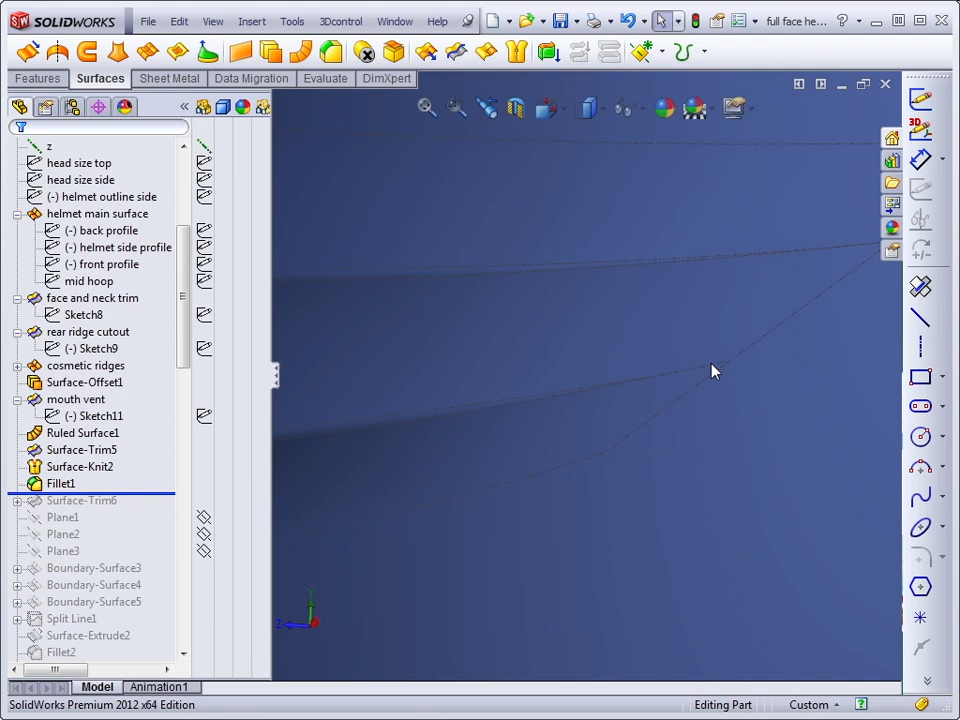 SOLIDWORKS File Edit View Insert Tools 3Dcontrol Window Help full face he... ?
Features Surfaces Sheet Metal Data Migration Evaluate DimXpert
3D
z
head size top
head size side
(-) helmet outline side
helmet main surface
(-) back profile
(-) helmet side profile
(-) front profile
mid hoop
face and neck trim
Sketch8
rear ridge cutout
(-) Sketch9
cosmetic ridges
Surface-Offset1
mouth vent
(-) Sketch11
Ruled Surface1
Surface-Trim5
Surface-Knit2
Fillet1
Surface-Trim6
Plane1
Plane2
Plane3
Boundary-Surface3
Boundary-Surface4
Boundary-Surface5
Split Line1
Surface-Extrude2
Fillet2
Y
Z
Model Animation1
SolidWorks Premium 2012 x64 Edition Editing Part Custom ?